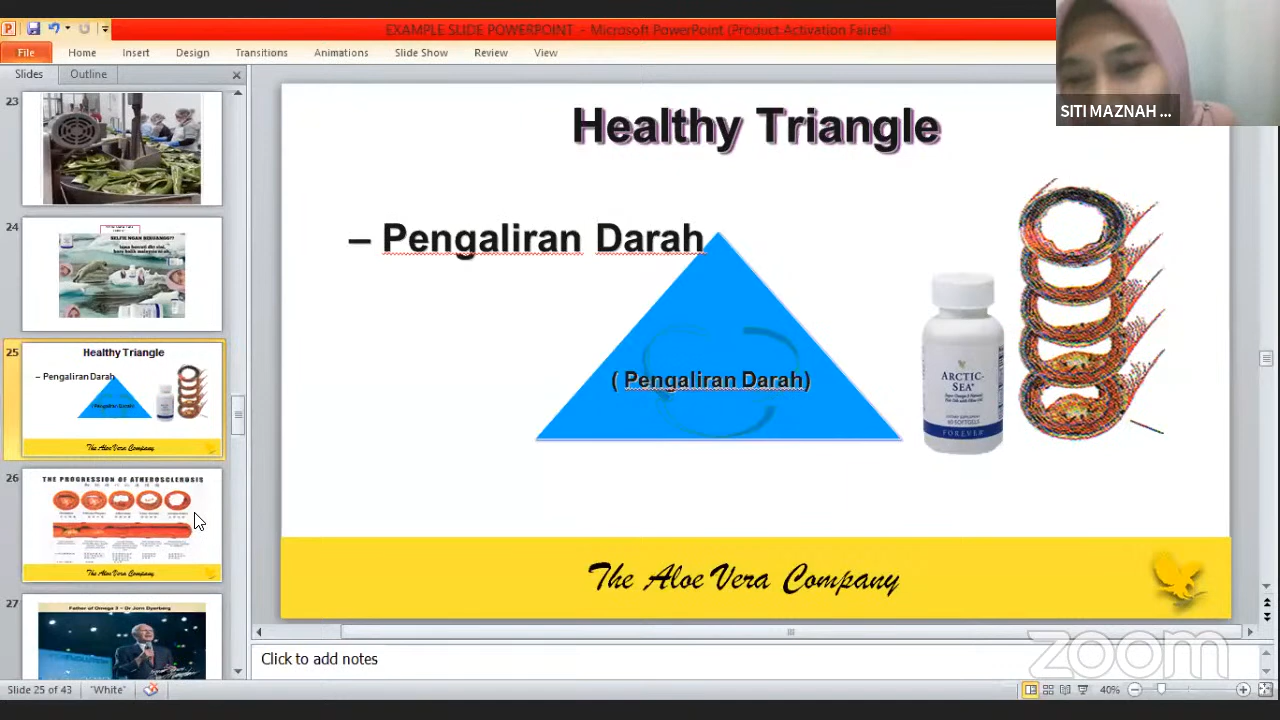 EXAMPLE SLIDE POWERPOINT - Microsoft PowerPoint (Product Activation Failed)
File Home Insert Design Transitions Animations Slide Show Review View
SITI MAZNAH ...
Slides Outline
23
24
25
Healthy Triangle
– Pengaliran Darah
The Aloe Vera Company
26
THE PROGRESSION OF ATHEROSCLEROSIS
The Aloe Vera Company
27
Father of Omega 3 – Dr Jorn Dyerberg
Healthy Triangle
– Pengaliran Darah
( Pengaliran Darah)
ARCTIC-
SEA
FOREVER
The Aloe Vera Company
Click to add notes
zoom
Slide 25 of 43 "White" 40%